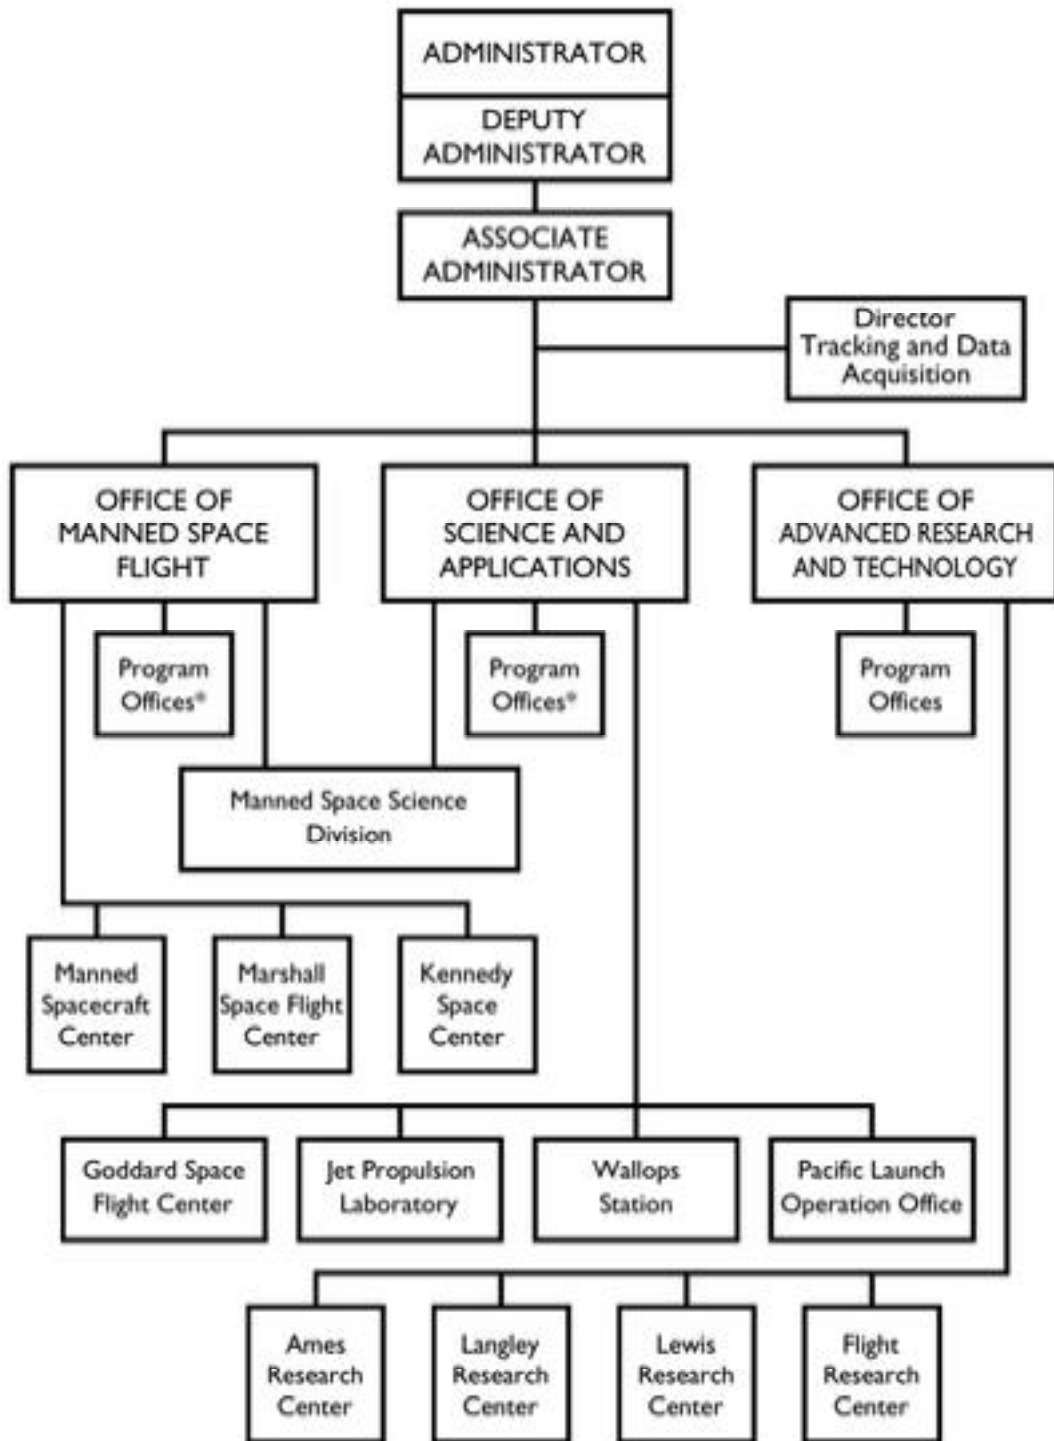 ADMINISTRATOR
DEPUTY
ADMINISTRATOR
ASSOCIATE
ADMINISTRATOR
Director
Tracking and Data
Acquisition
OFFICE OF
MANNED SPACE
FLIGHT
OFFICE OF
SCIENCE AND
APPLICATIONS
OFFICE OF
ADVANCED RESEARCH
AND TECHNOLOGY
Program
Offices*
Program
Offices*
Program
Offices
Manned Space Science
Division
Manned
Spacecraft
Center
Marshall
Space Flight
Center
Kennedy
Space
Center
Goddard Space
Flight Center
Jet Propulsion
Laboratory
Wallops
Station
Pacific Launch
Operation Office
Ames
Research
Center
Langley
Research
Center
Lewis
Research
Center
Flight
Research
Center